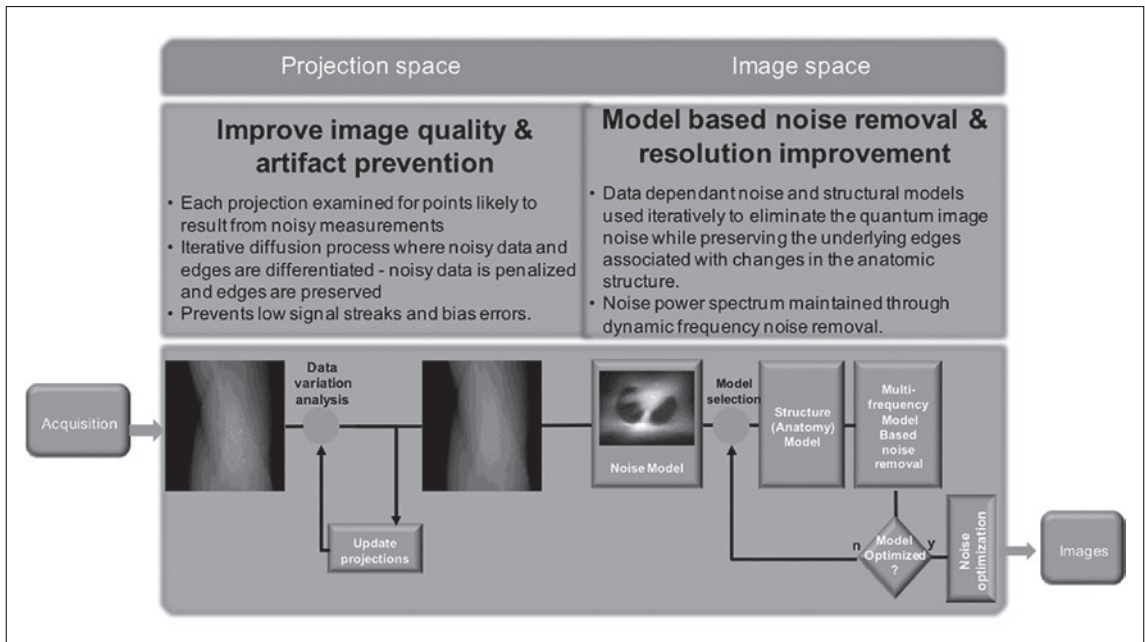 Projection space
Image space
Improve image quality &
artifact prevention
• Each projection examined for points likely to
result from noisy measurements
• Iterative diffusion process where noisy data and
edges are differentiated - noisy data is penalized
and edges are preserved
• Prevents low signal streaks and bias errors.
Model based noise removal &
resolution improvement
• Data dependant noise and structural models
used iteratively to eliminate the quantum image
noise while preserving the underlying edges
associated with changes in the anatomic
structure.
• Noise power spectrum maintained through
dynamic frequency noise removal.
Acquisition
Data
variation
analysis
Update
projections
Noise Model
Model
selection
Structure
(Anatomy)
Model
Multi-
frequency
Model
Based
noise
removal
n
Model
Optimized
?
y
Noise
optimization
Images